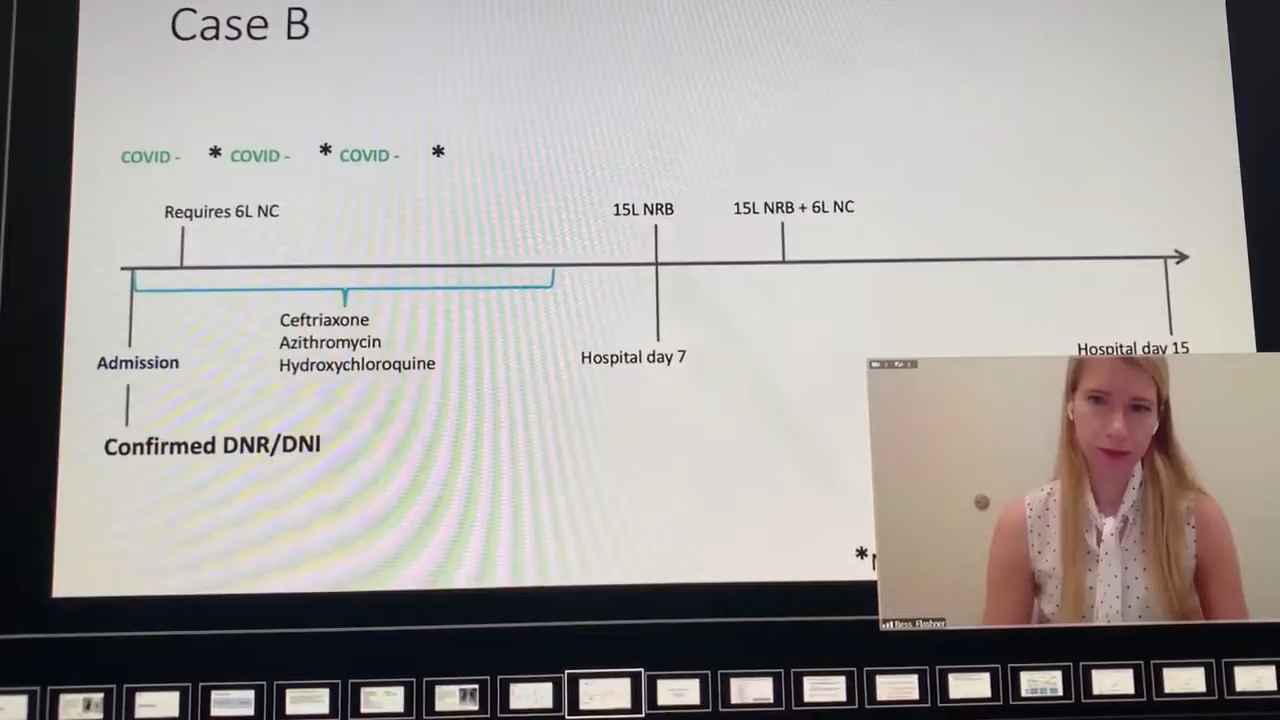 Case B
COVID - * COVID - * COVID - *
Requires 6L NC
15L NRB
15L NRB + 6L NC
Ceftriaxone
Azithromycin
Hydroxychloroquine
Admission
Hospital day 7
Hospital day 15
Confirmed DNR/DNI
*
Bess Flashner